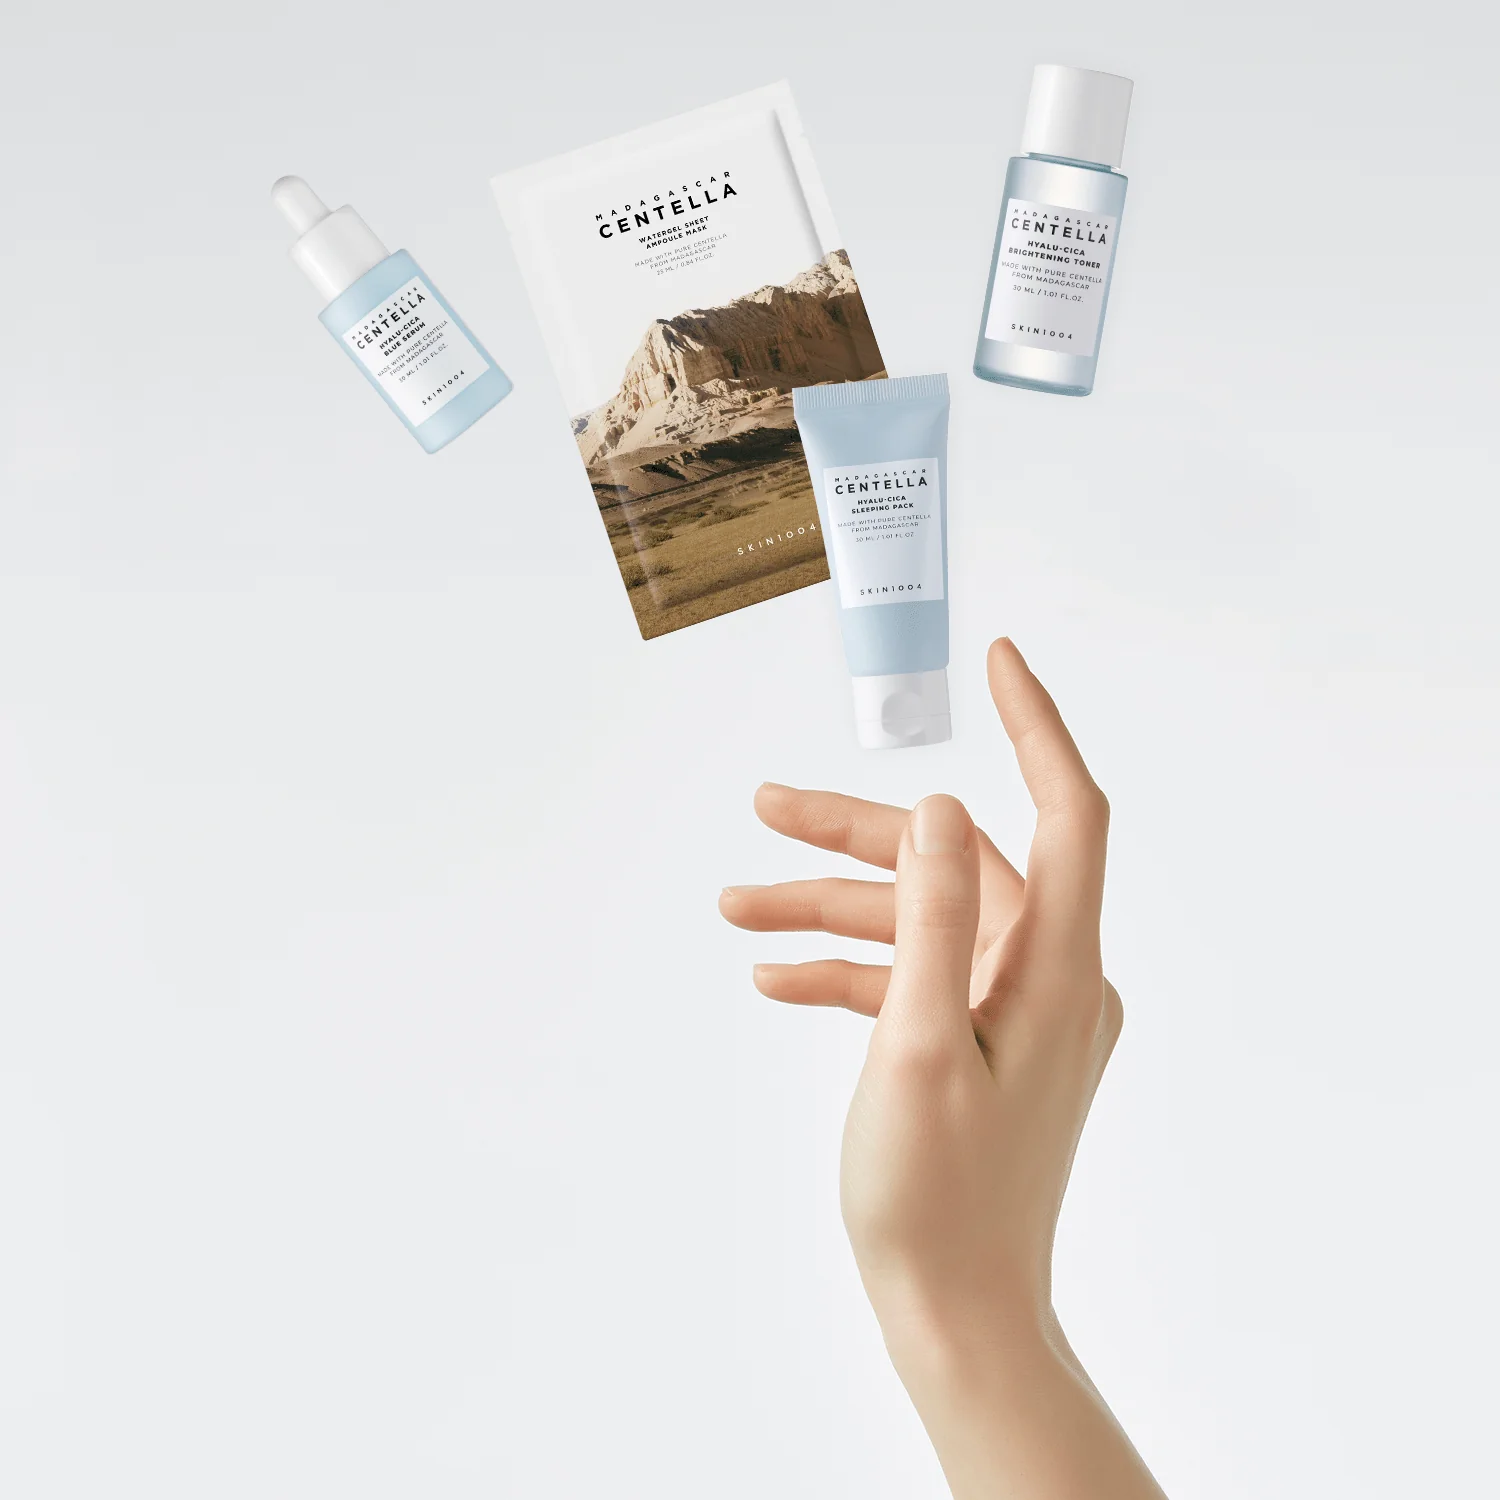 MADAGASCAR
CENTELLA
HYALU-CICA
BLUE SERUM
MADE WITH PURE CENTELLA
FROM MADAGASCAR
30 ML / 1.01 FL.OZ.
SKIN1004
MADAGASCAR
CENTELLA
WATERGEL SHEET
AMPOULE MASK
MADE WITH PURE CENTELLA
FROM MADAGASCAR
25 ML / 0.84 FL.OZ.
SKIN1004
MADAGASCAR
CENTELLA
HYALU-CICA
BRIGHTENING TONER
MADE WITH PURE CENTELLA
FROM MADAGASCAR
30 ML / 1.01 FL.OZ.
SKIN1004
MADAGASCAR
CENTELLA
HYALU-CICA
SLEEPING PACK
MADE WITH PURE CENTELLA
FROM MADAGASCAR
30 ML / 1.01 FL.OZ
SKIN1004